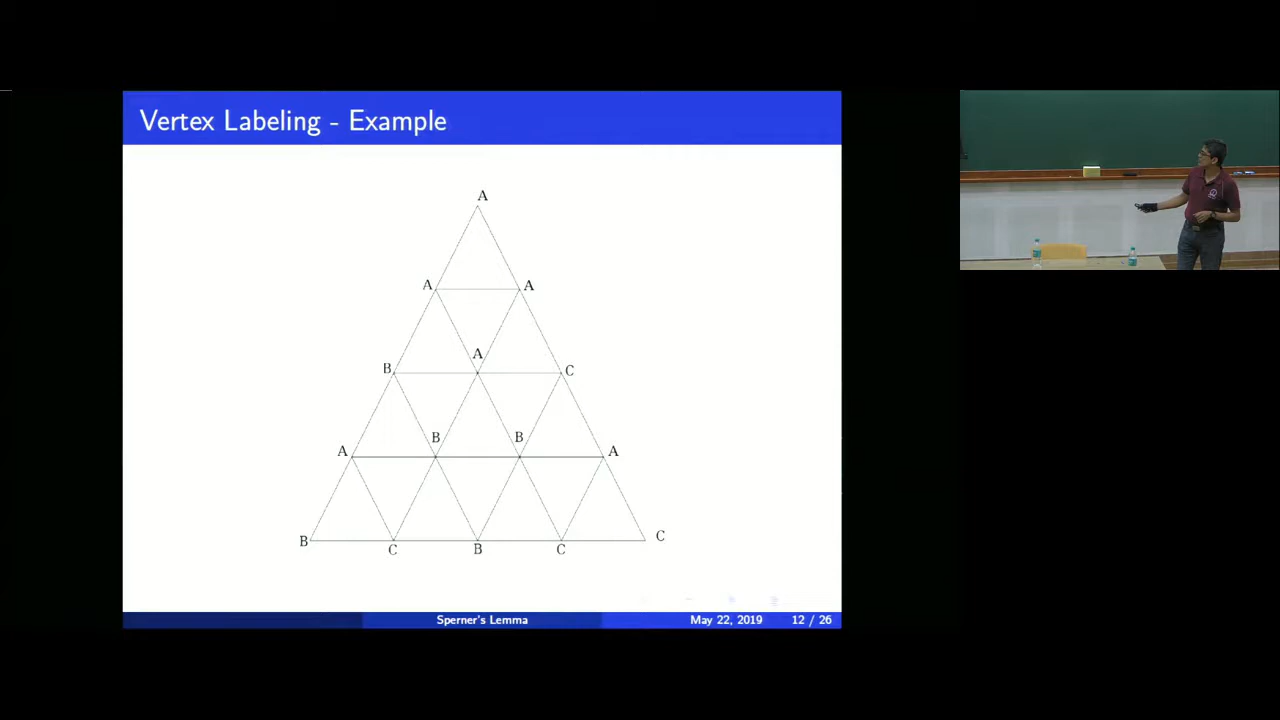 Vertex Labeling - Example
A
A A
A
B C
B B
A A
B C
C B C
Sperner's Lemma May 22, 2019 12 / 26